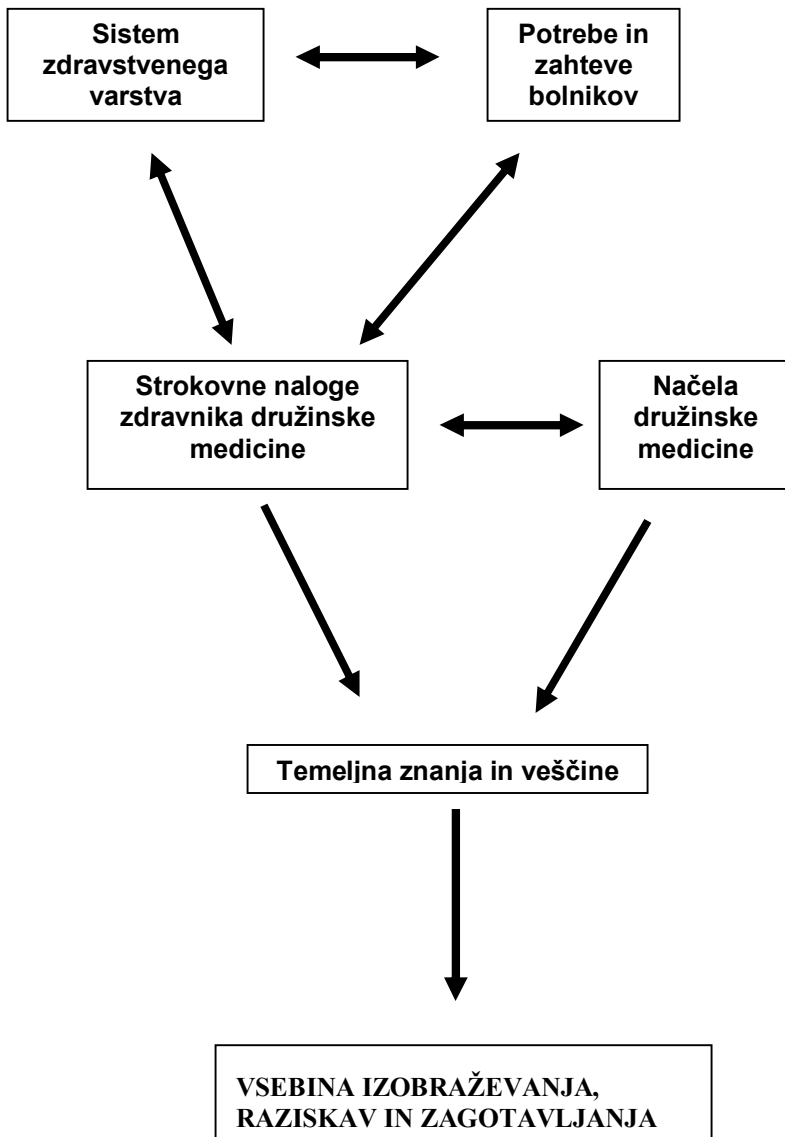 Sistem
zdravstvenega
varstva
Potrebe in
zahteve
bolnikov
Strokovne naloge
zdravnika družinske
medicine
Načela
družinske
medicine
Temeljna znanja in veščine
VSEBINA IZOBRAŽEVANJA,
RAZISKAV IN ZAGOTAVLJANJA